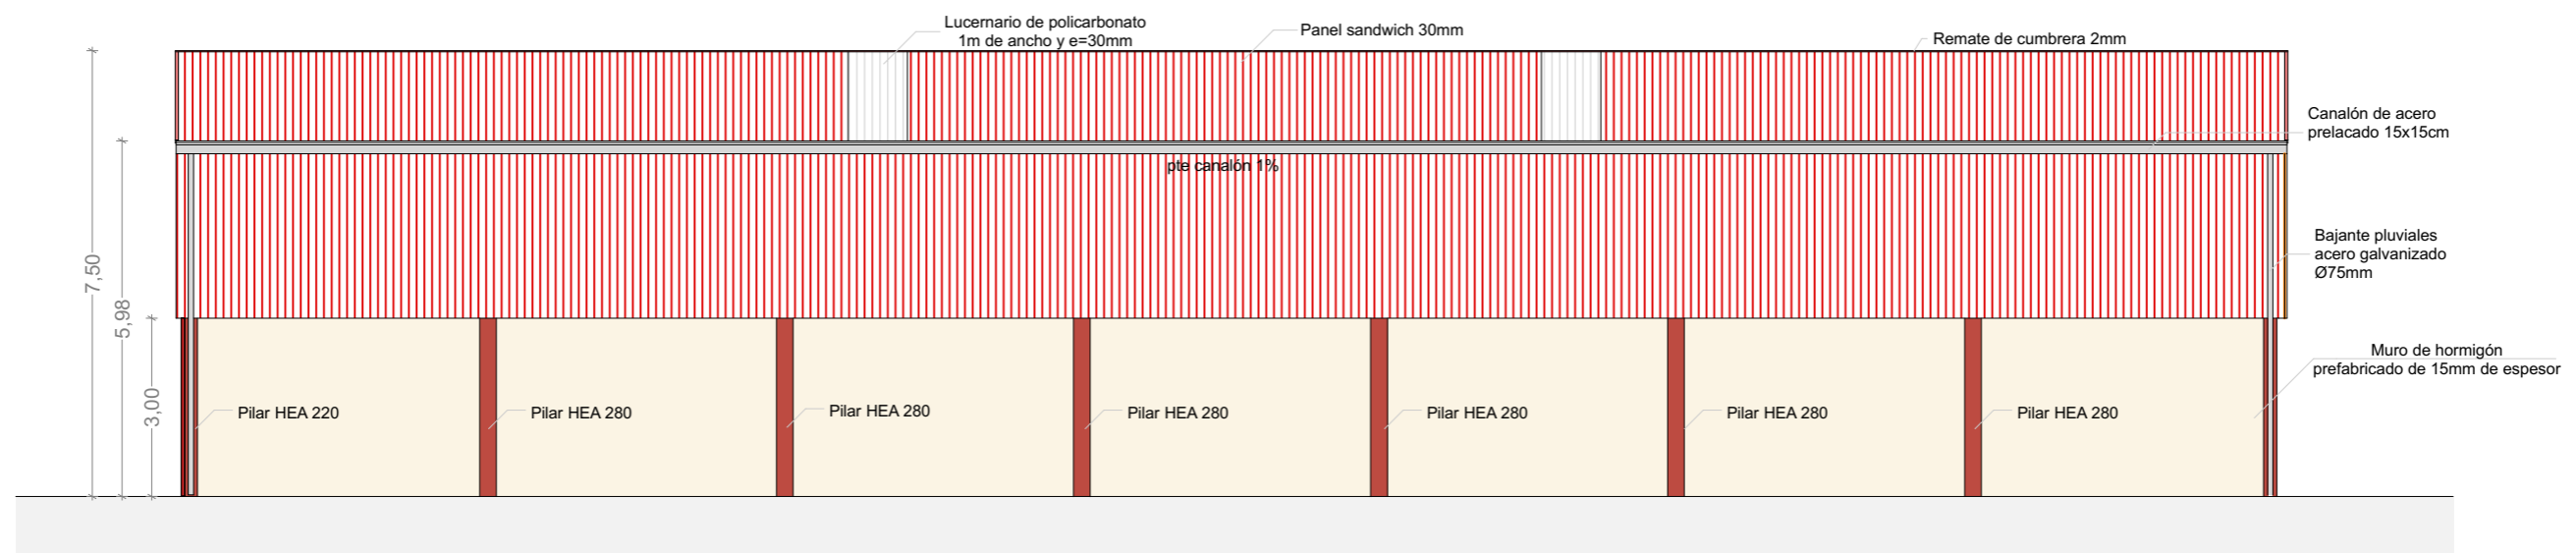 Lucernario de policarbonato
1m de ancho y e=30mm
Panel sandwich 30mm
Remate de cumbrera 2mm
Canalón de acero
prelacado 15x15cm
pte canalón 1%
Bajante pluviales
acero galvanizado
Ø75mm
7,50
5,98
3,00
Muro de hormigón
prefabricado de 15mm de espesor
Pilar HEA 220
Pilar HEA 280
Pilar HEA 280
Pilar HEA 280
Pilar HEA 280
Pilar HEA 280
Pilar HEA 280